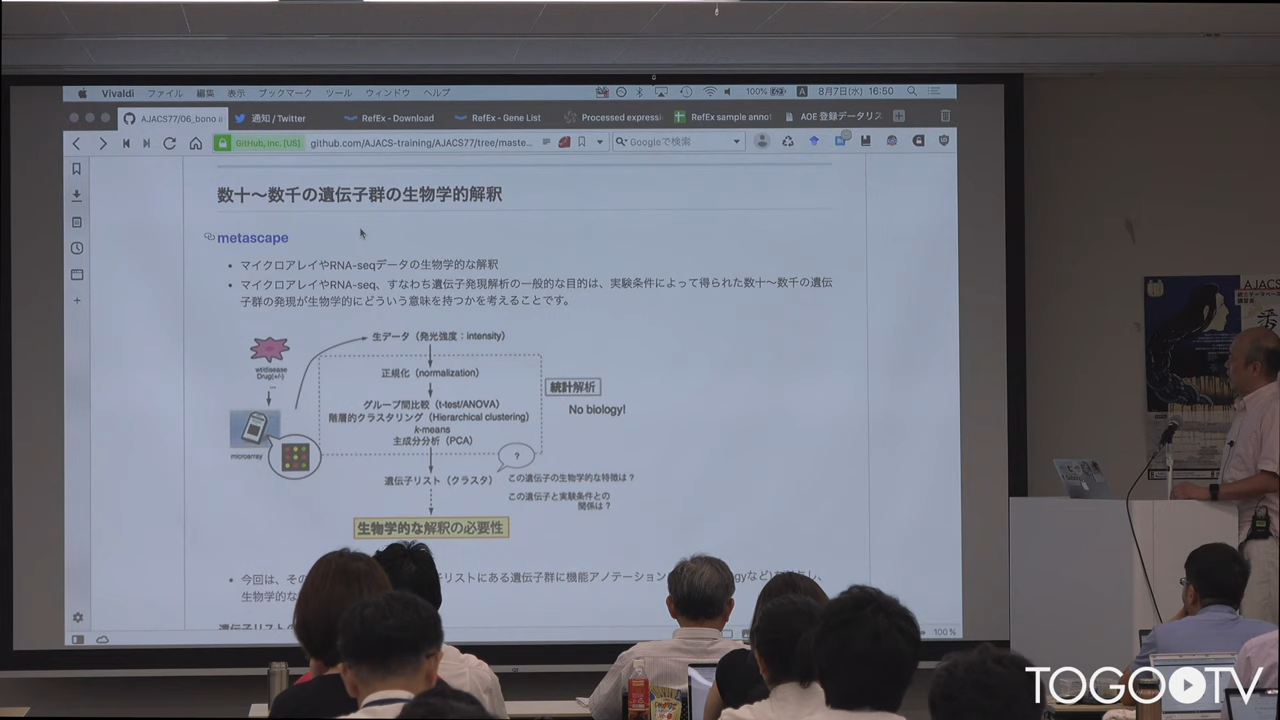 Vivaldi ファイル 編集 表示 ブックマーク ツール ウィンドウ ヘルプ 100% A 8月7日(水) 16:50
AJACS77/06_bono a 通知 / Twitter RefEx - Download RefEx - Gene List Processed expressi RefEx sample annot AOE 登録データリス
GitHub, Inc. [US] github.com/AJACS-training/AJACS77/tree/maste... Googleで検索
数十〜数千の遺伝子群の生物学的解釈
metascape
• マイクロアレイやRNA-seqデータの生物学的な解釈
• マイクロアレイやRNA-seq、すなわち遺伝子発現解析の一般的な目的は、実験条件によって得られた数十〜数千の遺伝
子群の発現が生物学的にどういう意味を持つかを考えることです。
生データ（発光強度：intensity）
wt/disease
Drug(+/-)
正規化（normalization）
統計解析
グループ間比較（t-test/ANOVA）
No biology!
階層的クラスタリング（Hierarchical clustering）
k-means
主成分分析（PCA）
microarray
?
遺伝子リスト（クラスタ）
この遺伝子の生物学的な特徴は？
この遺伝子と実験条件との
関係は？
生物学的な解釈の必要性
• 今回は、その
リストにある遺伝子群に機能アノテーション
生物学的な
遺伝子リストの
100 %
AJACS
TOGOTV